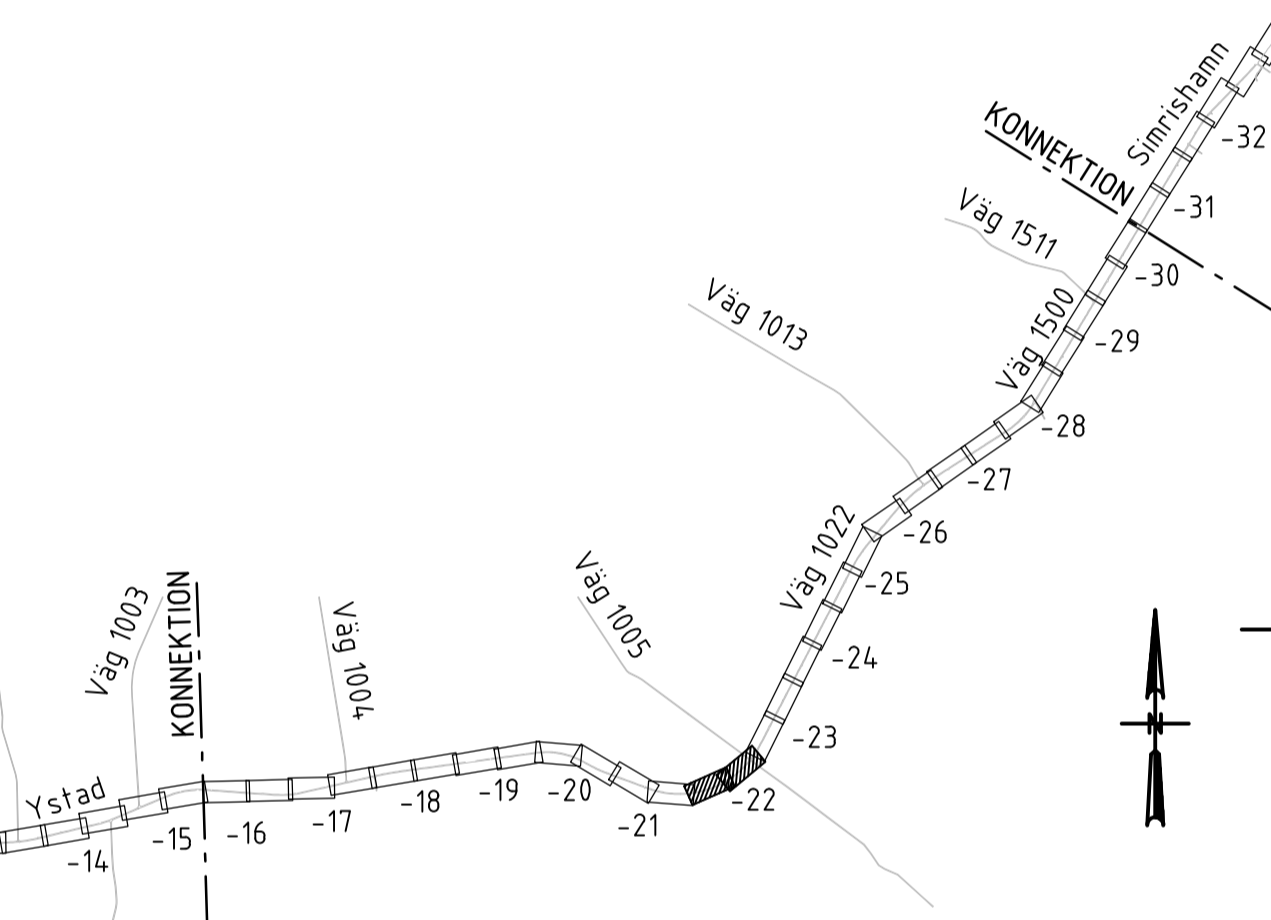 Simrishamn
KONNEKTION
-32
-31
Väg 1511
-30
Väg 1013
Väg 1500
-29
-28
-27
Väg 1022
-26
-25
Väg 1005
-24
KONNEKTION
Väg 1003
Väg 1004
-23
N
Ystad
-22
-21
-20
-19
-18
-17
-16
-15
-14